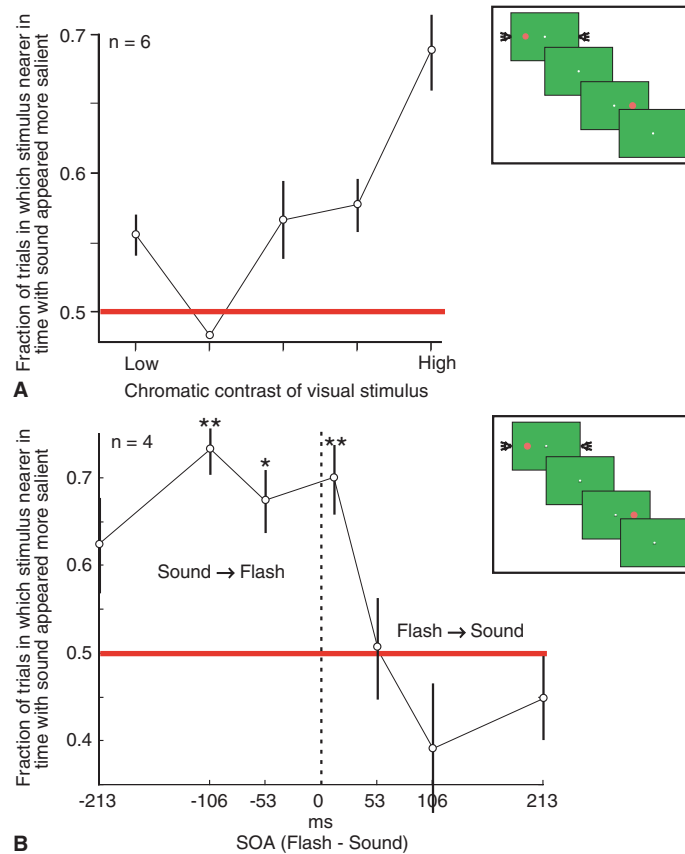 Fraction of trials in which stimulus nearer in
time with sound appeared more salient
0.7
0.6
0.5
n = 6
Low
High
Chromatic contrast of visual stimulus
A
Fraction of trials in which stimulus nearer in
time with sound appeared more salient
0.7
0.6
0.5
0.4
n = 4
**
*
**
Sound → Flash
Flash → Sound
-213
-106
-53
0
53
106
213
ms
SOA (Flash - Sound)
B